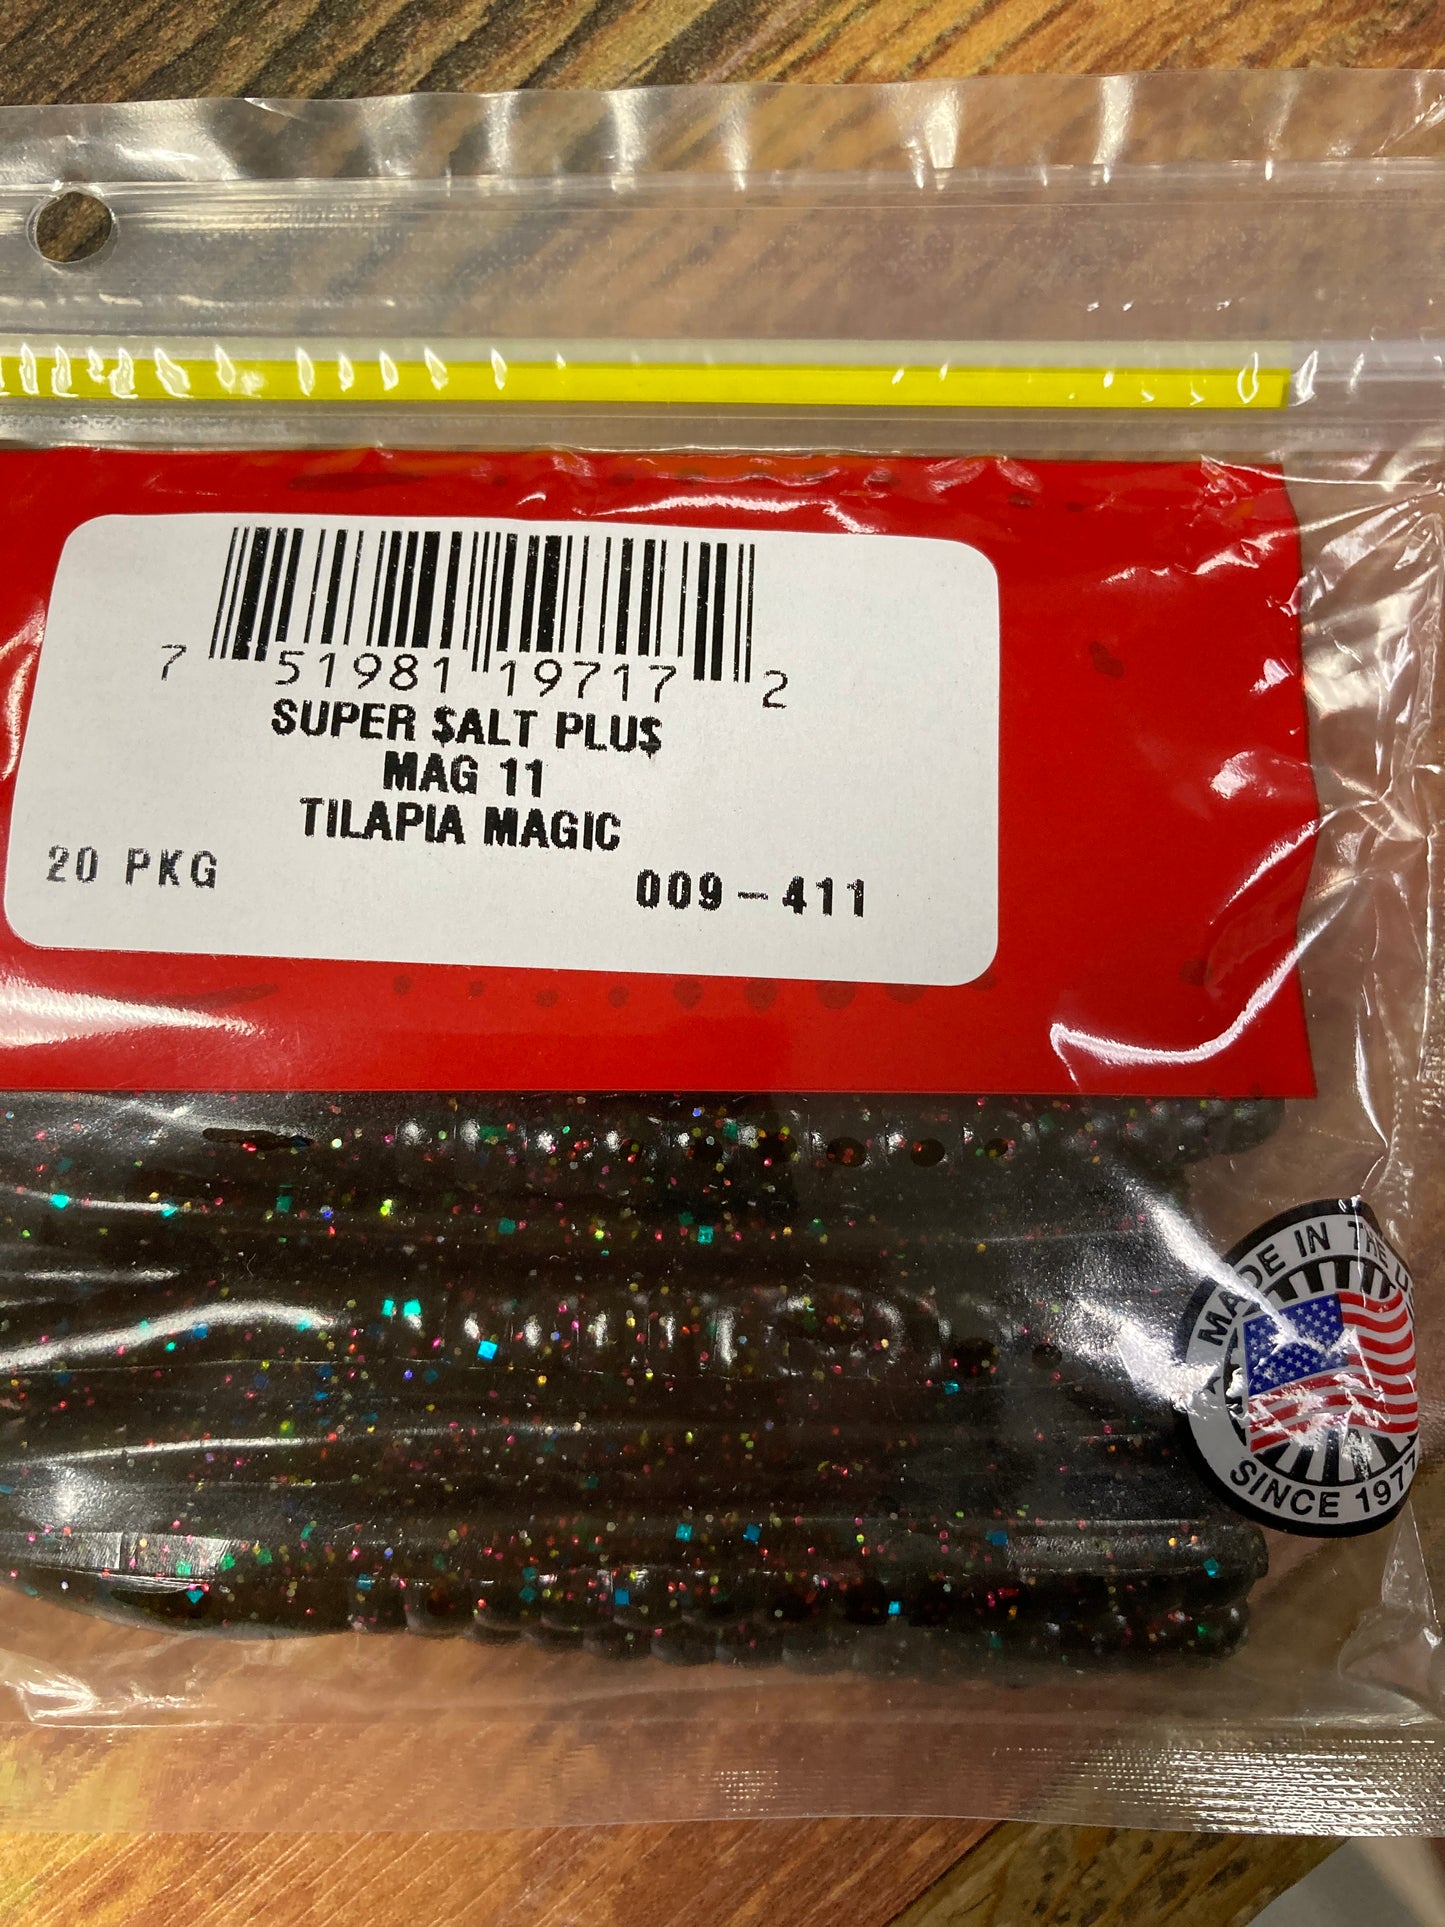 7 51981 19717 2
SUPER $ALT PLU$
MAG 11
TILAPIA MAGIC
20 PKG 009-411
MADE IN THE U
SINCE 1977